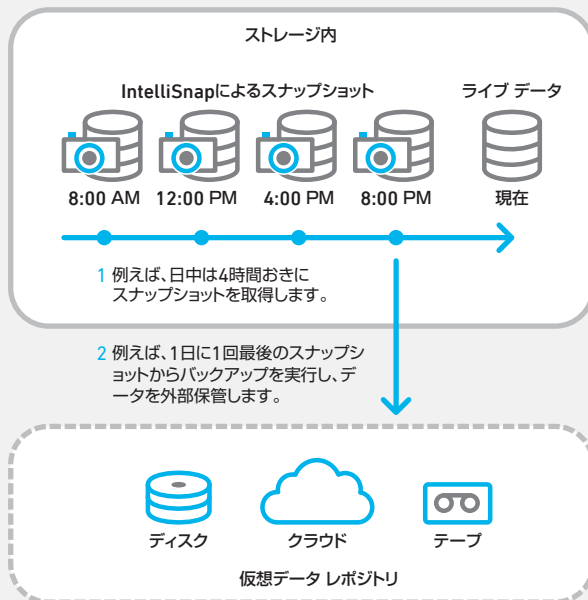 ストレージ内
IntelliSnapによるスナップショット
ライブ データ
8:00 AM
12:00 PM
4:00 PM
8:00 PM
現在
1 例えば、日中は4時間おきに
スナップショットを取得します。
2 例えば、1日に1回最後のスナップシ
ョットからバックアップを実行し、デ
ータを外部保管します。
ディスク
クラウド
テープ
仮想データ レポジトリ